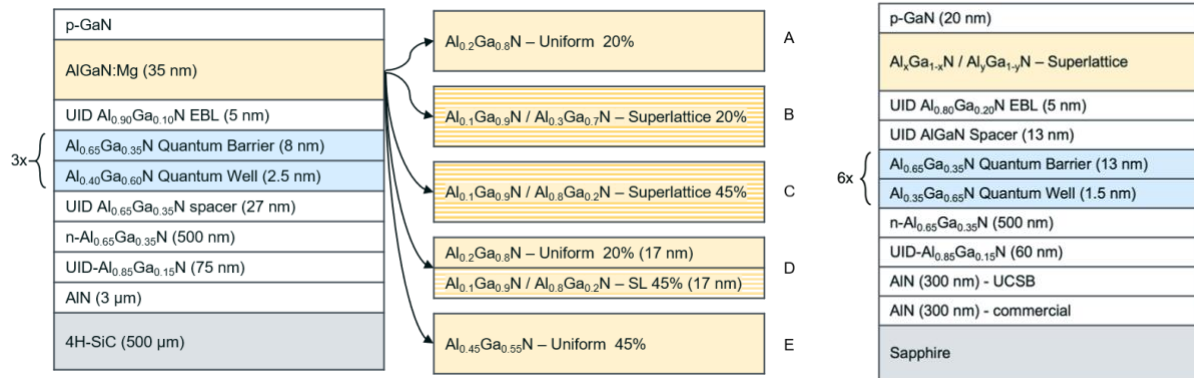 p-GaN
AlGaN:Mg (35 nm)
UID Al0.90Ga0.10N EBL (5 nm)
3x
Al0.65Ga0.35N Quantum Barrier (8 nm)
Al0.40Ga0.60N Quantum Well (2.5 nm)
UID Al0.65Ga0.35N spacer (27 nm)
n-Al0.65Ga0.35N (500 nm)
UID-Al0.85Ga0.15N (75 nm)
AlN (3 μm)
4H-SiC (500 μm)
Al0.2Ga0.8N – Uniform 20%
A
Al0.1Ga0.9N / Al0.3Ga0.7N – Superlattice 20%
B
Al0.1Ga0.9N / Al0.8Ga0.2N – Superlattice 45%
C
Al0.2Ga0.8N – Uniform 20% (17 nm)
Al0.1Ga0.9N / Al0.8Ga0.2N – SL 45% (17 nm)
D
Al0.45Ga0.55N – Uniform 45%
E
p-GaN (20 nm)
AlxGa1-xN / AlyGa1-yN – Superlattice
UID Al0.80Ga0.20N EBL (5 nm)
UID AlGaN Spacer (13 nm)
6x
Al0.65Ga0.35N Quantum Barrier (13 nm)
Al0.35Ga0.65N Quantum Well (1.5 nm)
n-Al0.65Ga0.35N (500 nm)
UID-Al0.85Ga0.15N (60 nm)
AlN (300 nm) - UCSB
AlN (300 nm) - commercial
Sapphire